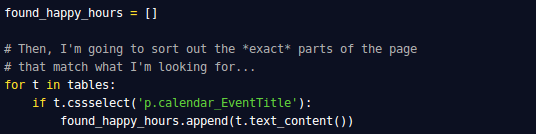 found_happy_hours = []
# Then, I'm going to sort out the *exact* parts of the page
# that match what I'm looking for...
for t in tables:
    if t.cssselect('p.calendar_EventTitle'):
        found_happy_hours.append(t.text_content())